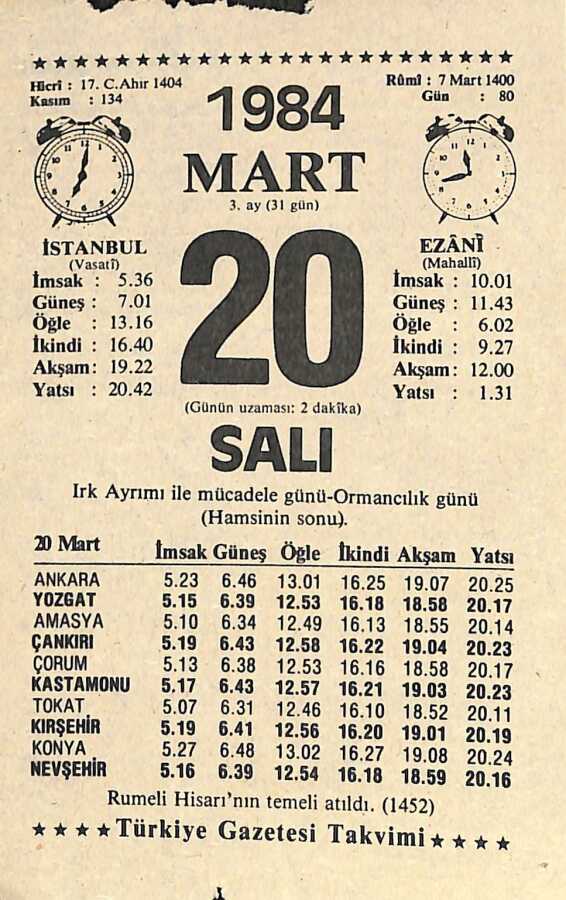 Hicrî : 17. C.Ahır 1404
Kasım : 134
1984
Rûmî : 7 Mart 1400
Gün : 80
MART
3. ay (31 gün)
İSTANBUL
(Vasatî)
İmsak : 5.36
Güneş : 7.01
Öğle : 13.16
İkindi : 16.40
Akşam : 19.22
Yatsı : 20.42
20
EZÂNÎ
(Mahallî)
İmsak : 10.01
Güneş : 11.43
Öğle : 6.02
İkindi : 9.27
Akşam : 12.00
Yatsı : 1.31
(Günün uzaması: 2 dakîka)
SALI
Irk Ayrımı ile mücadele günü-Ormancılık günü
(Hamsinin sonu).
20 Mart İmsak Güneş Öğle İkindi Akşam Yatsı
ANKARA 5.23 6.46 13.01 16.25 19.07 20.25
YOZGAT 5.15 6.39 12.53 16.18 18.58 20.17
AMASYA 5.10 6.34 12.49 16.13 18.55 20.14
ÇANKIRI 5.19 6.43 12.58 16.22 19.04 20.23
ÇORUM 5.13 6.38 12.53 16.16 18.58 20.17
KASTAMONU 5.17 6.43 12.57 16.21 19.03 20.23
TOKAT 5.07 6.31 12.46 16.10 18.52 20.11
KIRŞEHİR 5.19 6.41 12.56 16.20 19.01 20.19
KONYA 5.27 6.48 13.02 16.27 19.08 20.24
NEVŞEHİR 5.16 6.39 12.54 16.18 18.59 20.16
Rumeli Hisarı'nın temeli atıldı. (1452)
Türkiye Gazetesi Takvimi